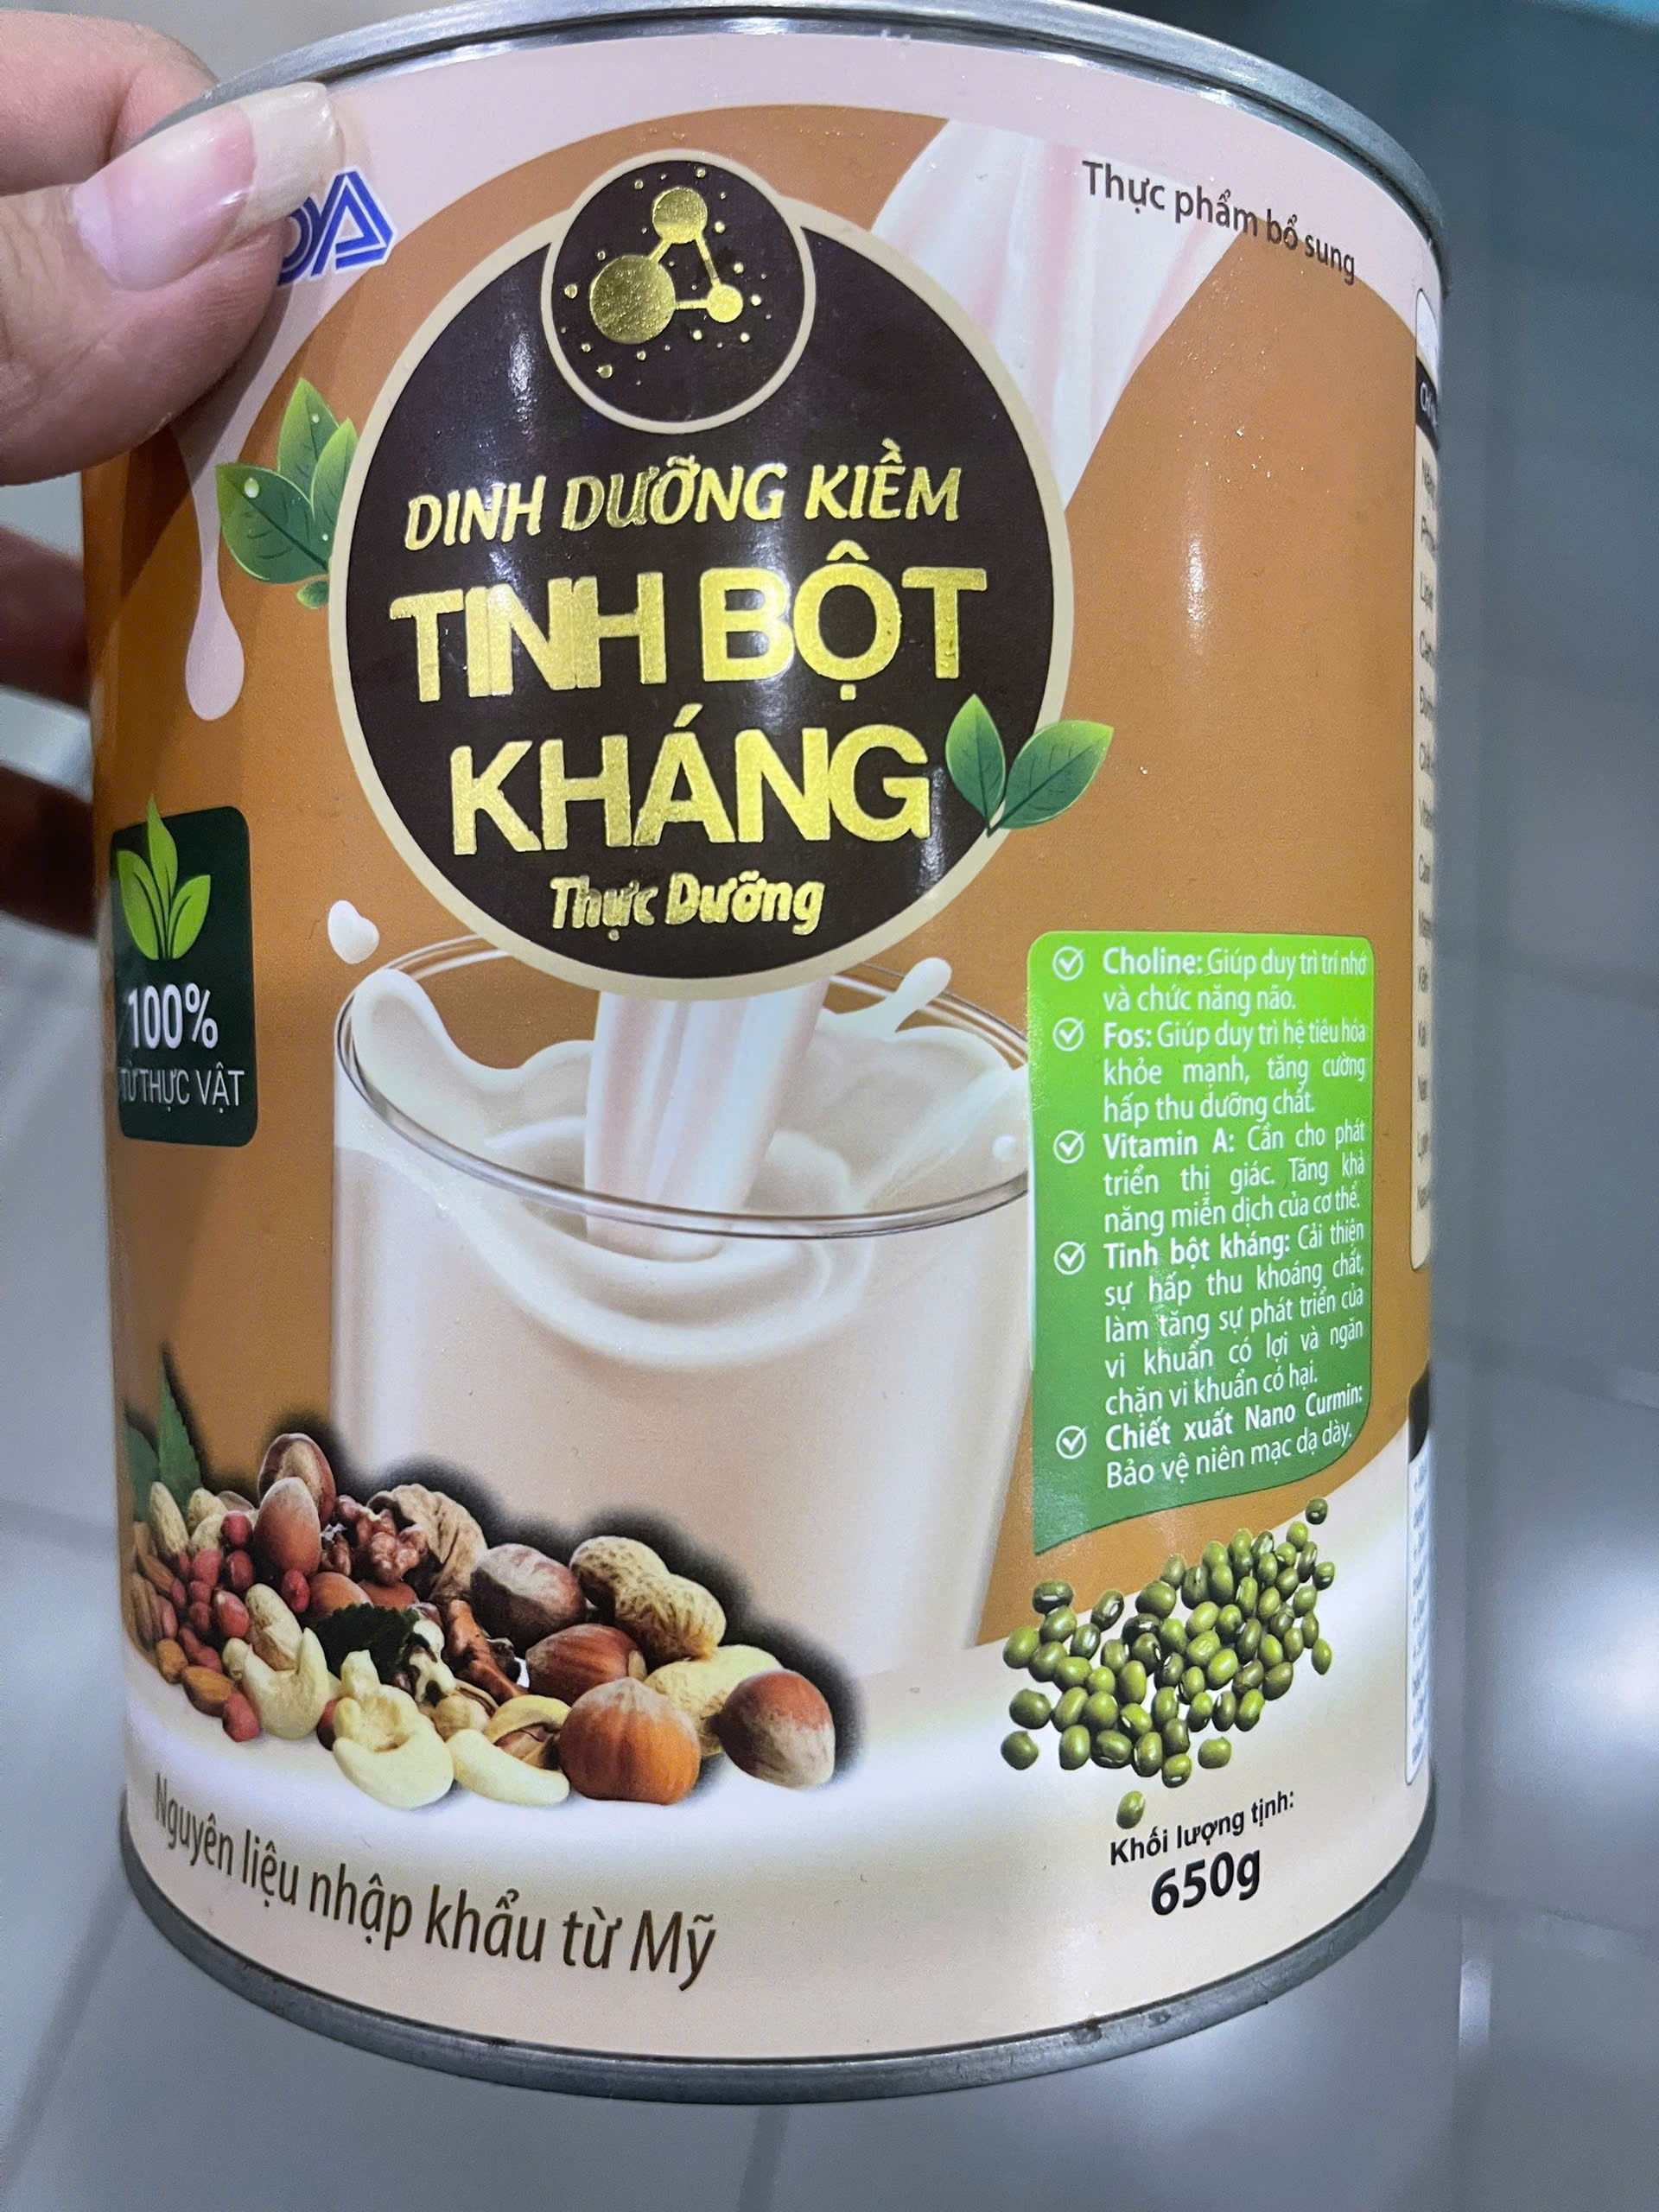 Thực phẩm bổ sung
DINH DƯỠNG KIỀM
TINH BỘT
KHÁNG
Thực Dưỡng
100%
TỪ THỰC VẬT
Choline: Giúp duy trì trí nhớ
và chức năng não.
Fos: Giúp duy trì hệ tiêu hóa
khỏe mạnh, tăng cường
hấp thu dưỡng chất.
Vitamin A: Cần cho phát
triển thị giác. Tăng khả
năng miễn dịch của cơ thể.
Tinh bột kháng: Cải thiện
sự hấp thu khoáng chất,
làm tăng sự phát triển của
vi khuẩn có lợi và ngăn
chặn vi khuẩn có hại.
Chiết xuất Nano Curmin:
Bảo vệ niên mạc dạ dày.
Khối lượng tịnh:
650g
Nguyên liệu nhập khẩu từ Mỹ